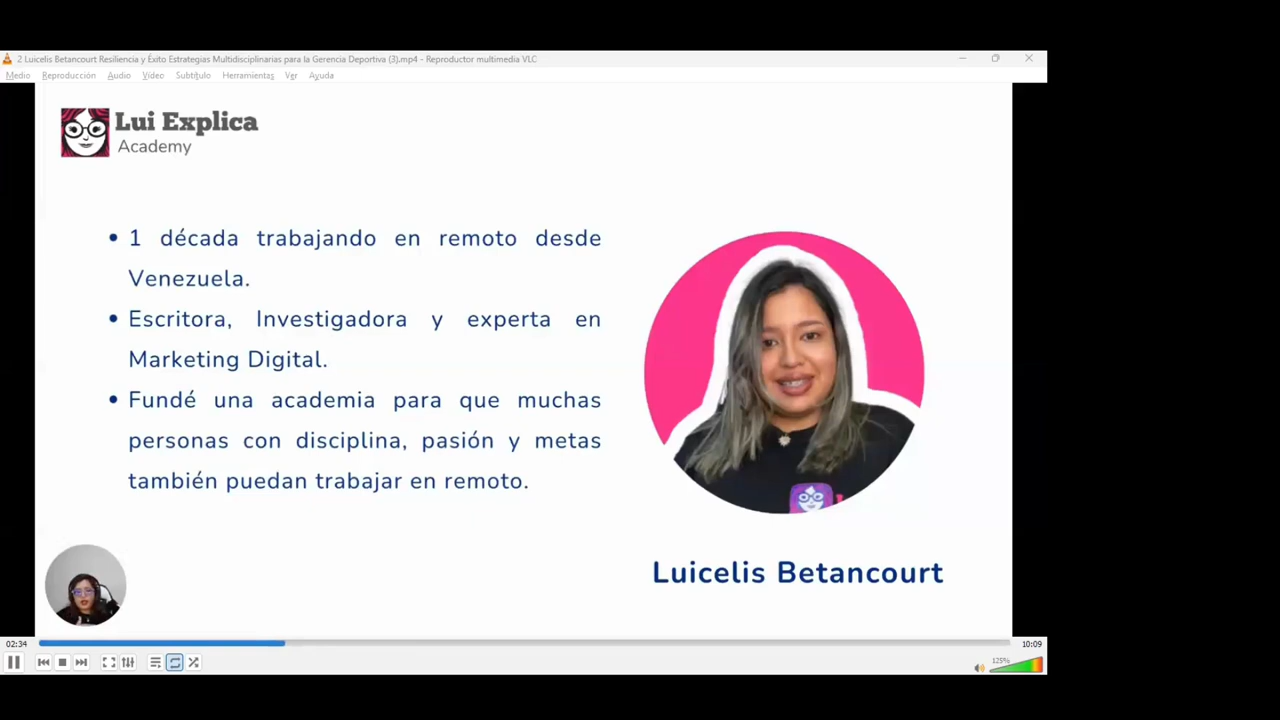 2 Luicelis Betancourt Resiliencia y Éxito Estrategias Multidisciplinarias para la Gerencia Deportiva (3).mp4 - Reproductor multimedia VLC
Medio Reproducción Audio Vídeo Subtítulo Herramientas Ver Ayuda
Lui Explica
Academy
• 1 década trabajando en remoto desde
Venezuela.
• Escritora, Investigadora y experta en
Marketing Digital.
• Fundé una academia para que muchas
personas con disciplina, pasión y metas
también puedan trabajar en remoto.
Luicelis Betancourt
02:34
10:09
125%